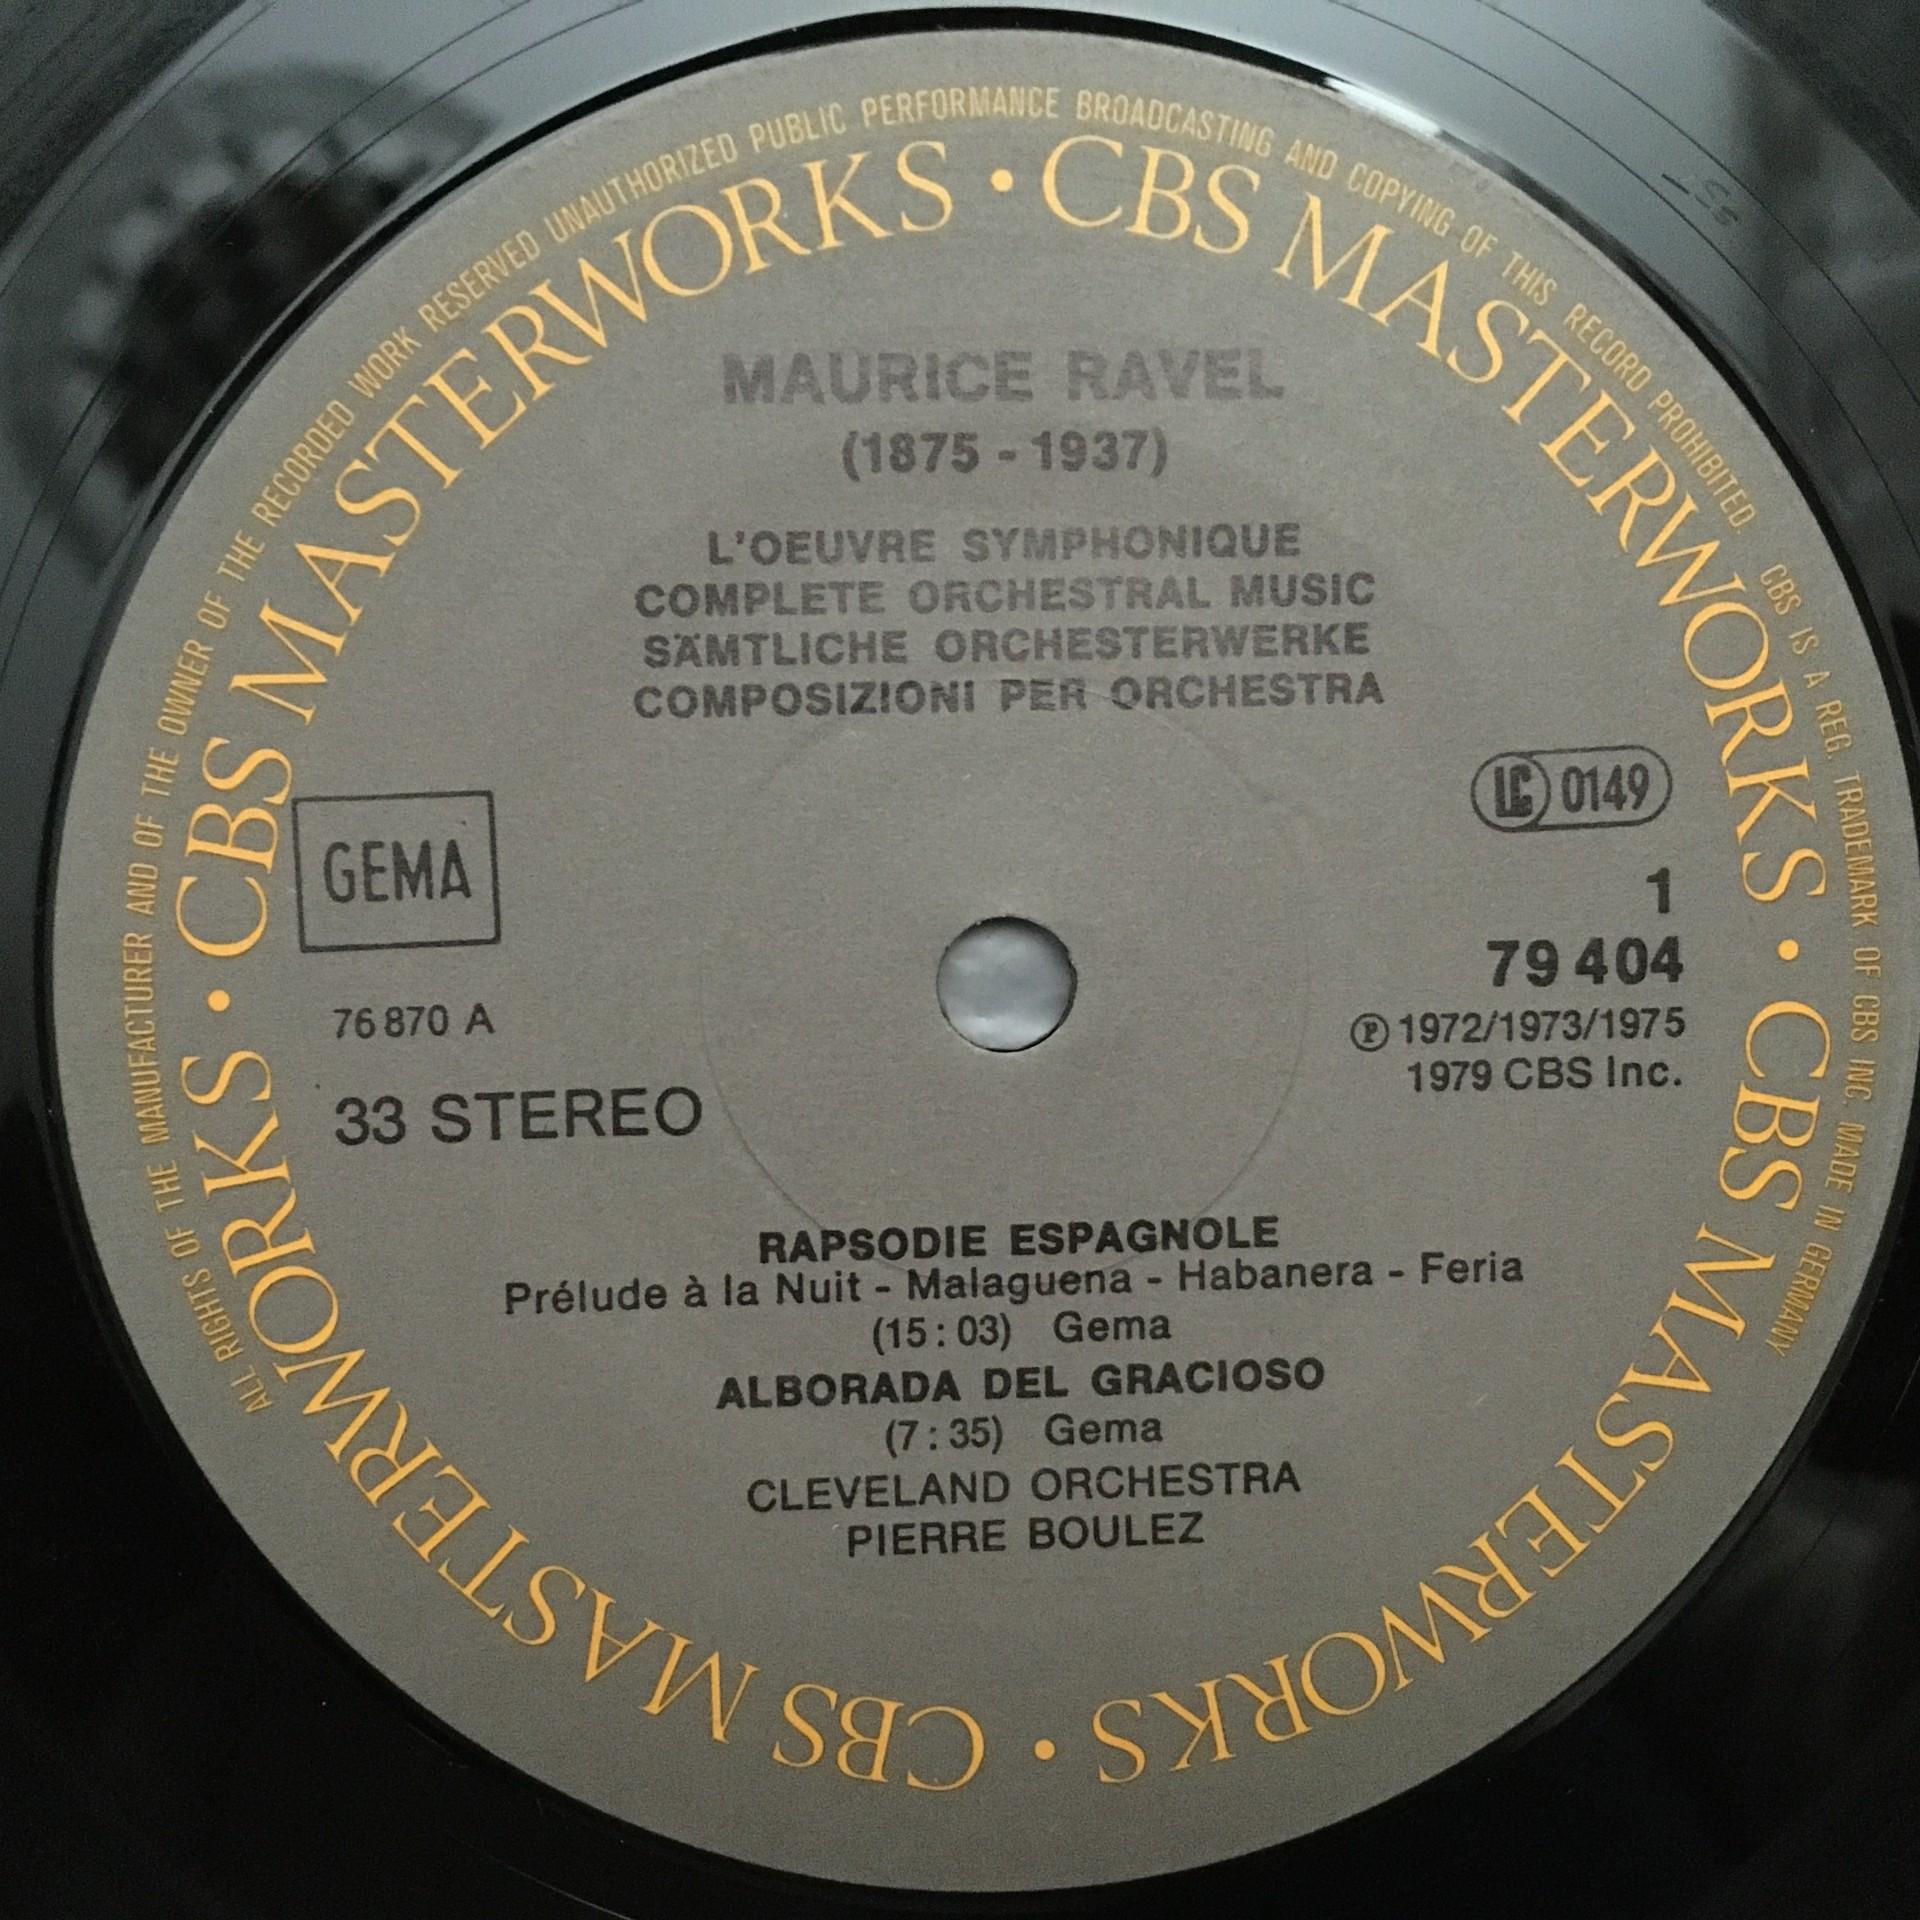 ALL RIGHTS OF THE MANUFACTURER AND OF THE OWNER OF THE RECORDED WORK RESERVED UNAUTHORIZED PUBLIC PERFORMANCE BROADCASTING AND COPYING OF THIS RECORD PROHIBITED. CBS IS A REG. TRADEMARK OF CBS INC. MADE IN GERMANY
CBS MASTERWORKS • CBS MASTERWORKS • CBS MASTERWORKS • CBS MASTERWORKS •
MAURICE RAVEL
(1875 - 1937)
L'OEUVRE SYMPHONIQUE
COMPLETE ORCHESTRAL MUSIC
SÄMTLICHE ORCHESTERWERKE
COMPOSIZIONI PER ORCHESTRA
LC 0149
GEMA
1
79 404
76 870 A
Ⓟ 1972/1973/1975
1979 CBS Inc.
33 STEREO
RAPSODIE ESPAGNOLE
Prélude à la Nuit - Malaguena - Habanera - Feria
(15 : 03) Gema
ALBORADA DEL GRACIOSO
(7 : 35) Gema
CLEVELAND ORCHESTRA
PIERRE BOULEZ